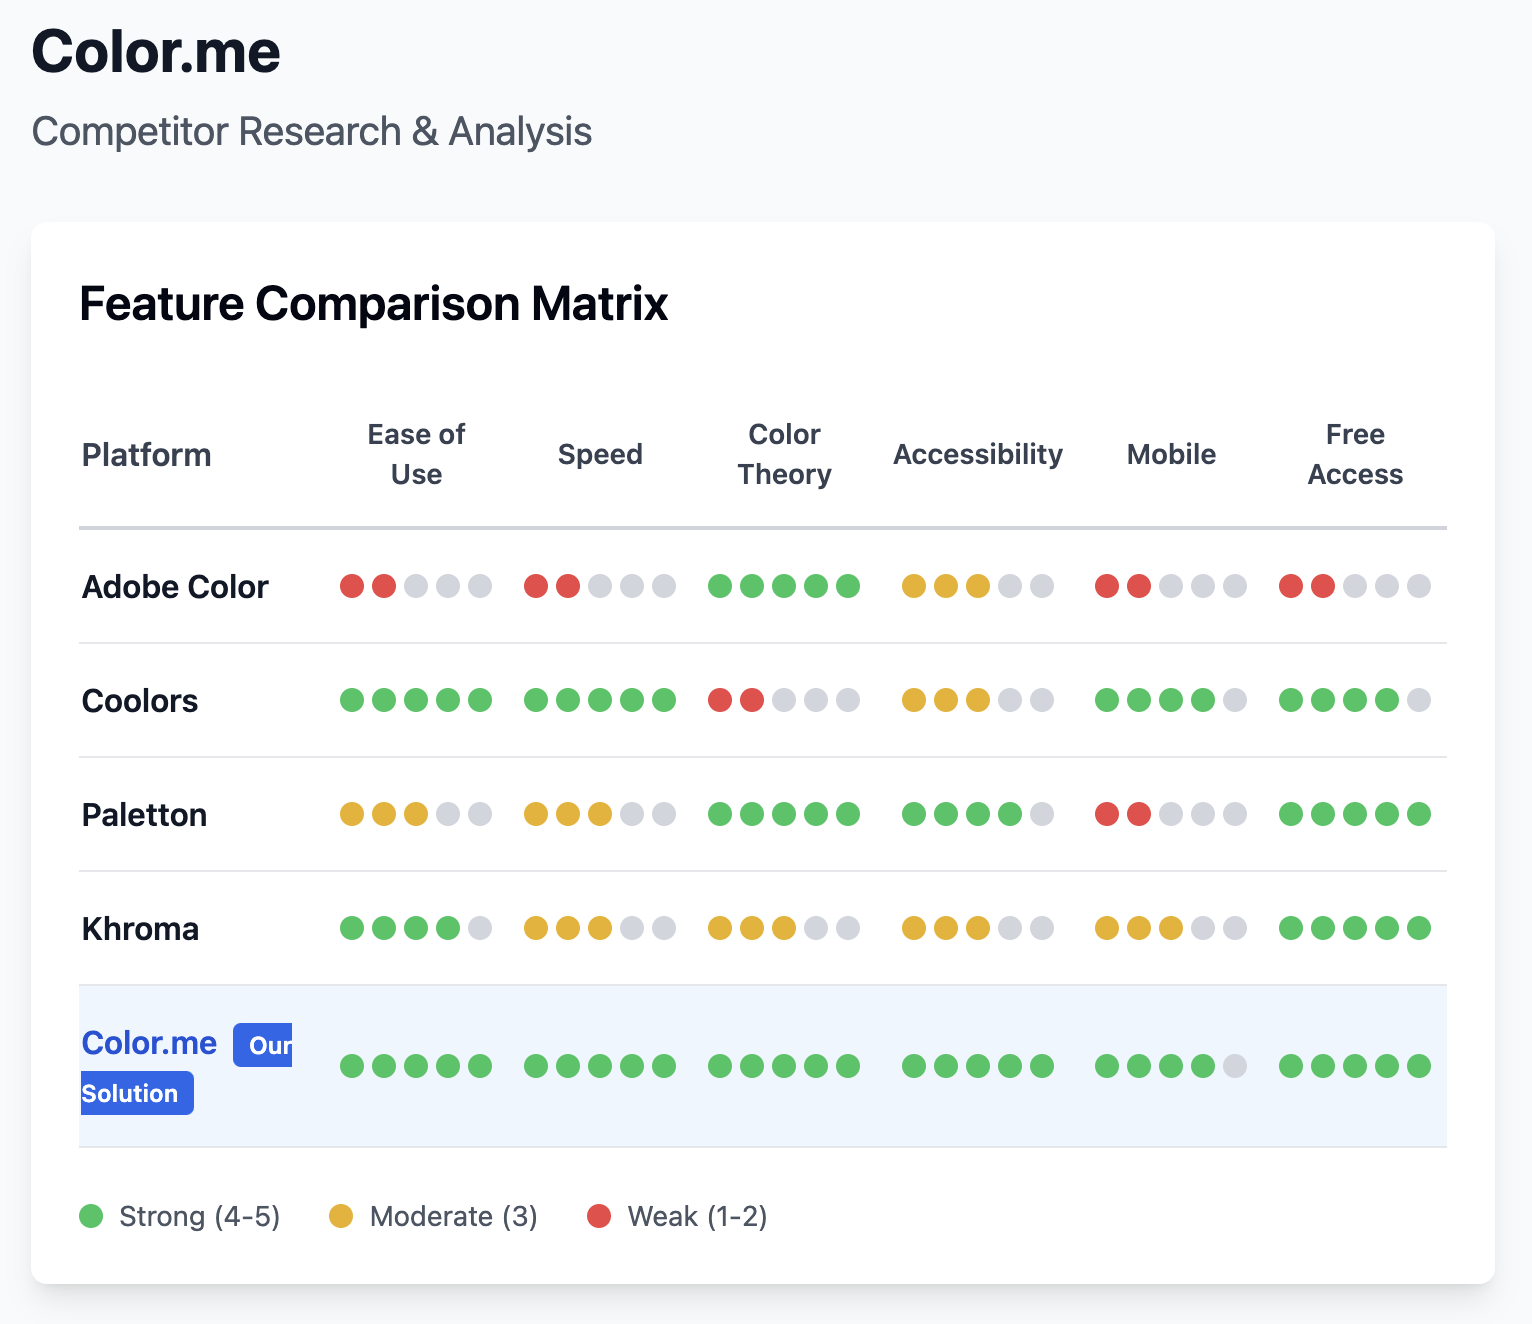 Color.me
Competitor Research & Analysis
Feature Comparison Matrix
Platform
Ease of
Use
Speed
Color
Theory
Accessibility
Mobile
Free
Access
Adobe Color
Coolors
Paletton
Khroma
Color.me Our
Solution
Strong (4-5) Moderate (3) Weak (1-2)